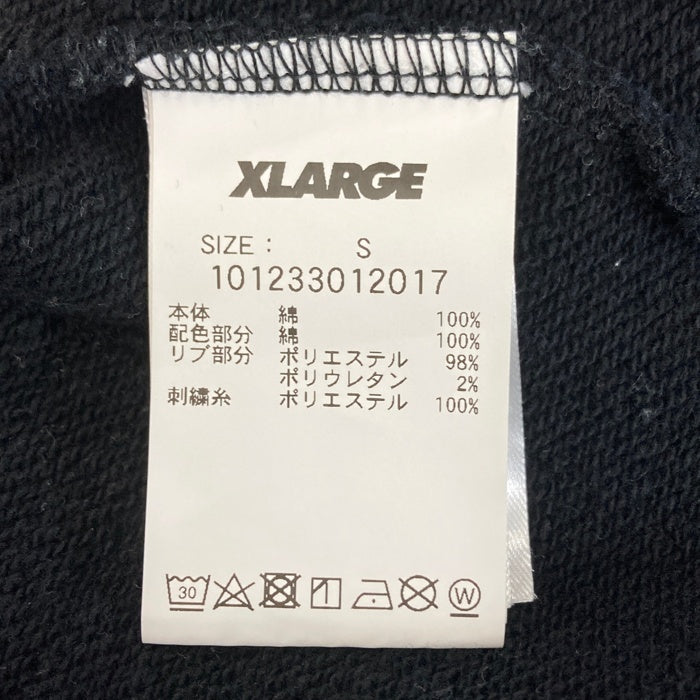 XLARGE
SIZE : S
101233012017
本体 綿 100%
配色部分 綿 100%
リブ部分 ポリエステル 98%
ポリウレタン 2%
刺繍糸 ポリエステル 100%
30 W